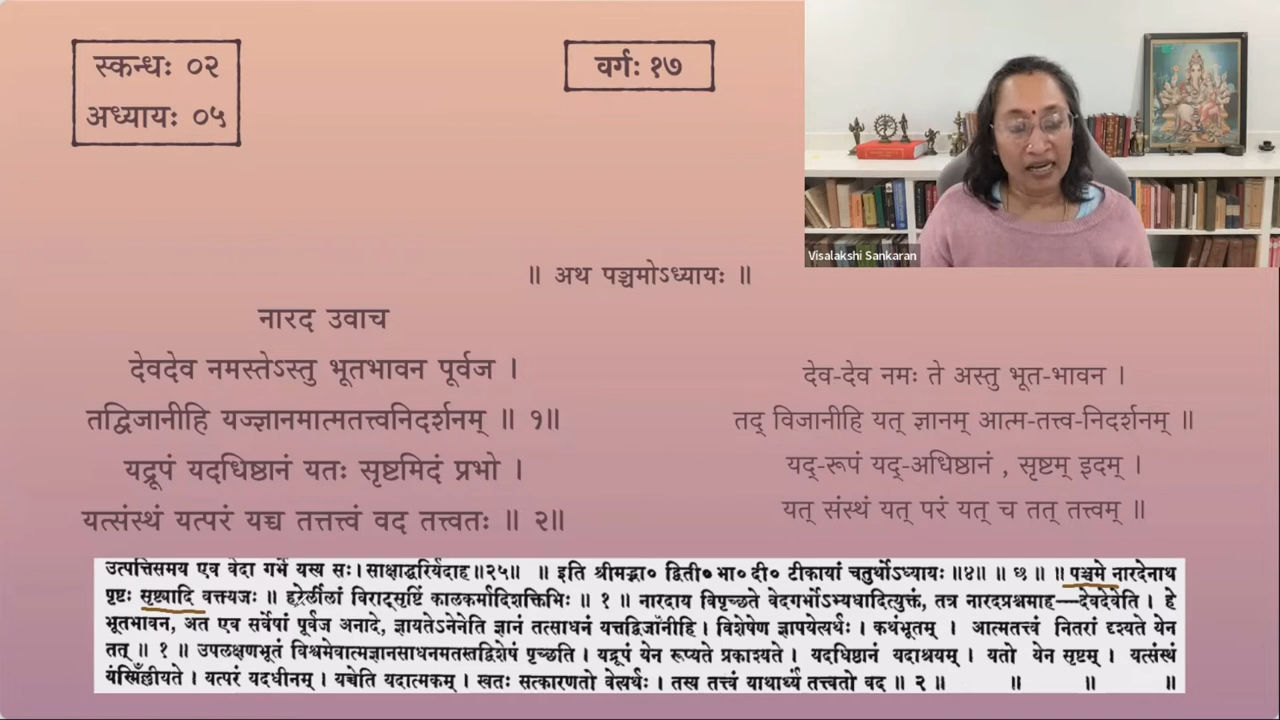 स्कन्धः ०२
अध्यायः ०५
वर्गः १७
Visalakshi Sankaran
॥ अथ पञ्चमोऽध्यायः ॥
नारद उवाच
देवदेव नमस्तेऽस्तु भूतभावन पूर्वज ।
तद्विजानीहि यज्ज्ञानमात्मतत्त्वनिदर्शनम् ॥ १॥
यद्रूपं यदधिष्ठानं यतः सृष्टमिदं प्रभो ।
यत्संस्थं यत्परं यच्च तत्तत्त्वं वद तत्त्वतः ॥ २॥
देव-देव नमः ते अस्तु भूत-भावन ।
तद् विजानीहि यत् ज्ञानम् आत्म-तत्त्व-निदर्शनम् ॥
यद्-रूपं यद्-अधिष्ठानं , सृष्टम् इदम् ।
यत् संस्थं यत् परं यत् च तत् तत्त्वम् ॥
उत्पत्तिसमय एव वेदा गर्भे यस्य सः। साक्षाद्धरिर्यदाह॥२५॥ ॥ इति श्रीमद्भा० द्विती० भा० दी० टीकायां चतुर्थोऽध्यायः ॥४॥ ॥ छ ॥ ॥ पञ्चमे नारदेनाथ
पृष्टः सृष्ट्यादि वत्तयजः ॥ हरेर्लीलां विराट्सृष्टिं कालकर्मादिशक्तिभिः ॥ १ ॥ नारदाय विपृच्छते वेदगर्भोऽभ्यधादित्युक्तं, तत्र नारदप्रश्नमाह—देवदेवेति । हे
भूतभावन, अत एव सर्वेषां पूर्वज अनादे, ज्ञायतेऽनेनेति ज्ञानं तत्साधनं यत्तद्विजानीहि । विशेषेण ज्ञापयेत्यर्थः । कथंभूतम् । आत्मतत्त्वं नितरां दृश्यते येन
तत् ॥ १ ॥ उपलक्षणभूतं विश्वमेवात्मज्ञानसाधनमतस्तद्विशेषं पृच्छति । यद्रूपं येन रूप्यते प्रकाश्यते । यदधिष्ठानं यदाश्रयम् । यतो येन सृष्टम् । यत्संस्थं
यस्मिँल्लीयते । यत्परं यदधीनम् । यच्चेति यदात्मकम् । स्वतः सत्कारणतो वेत्यर्थः । तस्य तत्त्वं याथार्थ्यं तत्त्वतो वद ॥ २ ॥ ॥ ॥ ॥